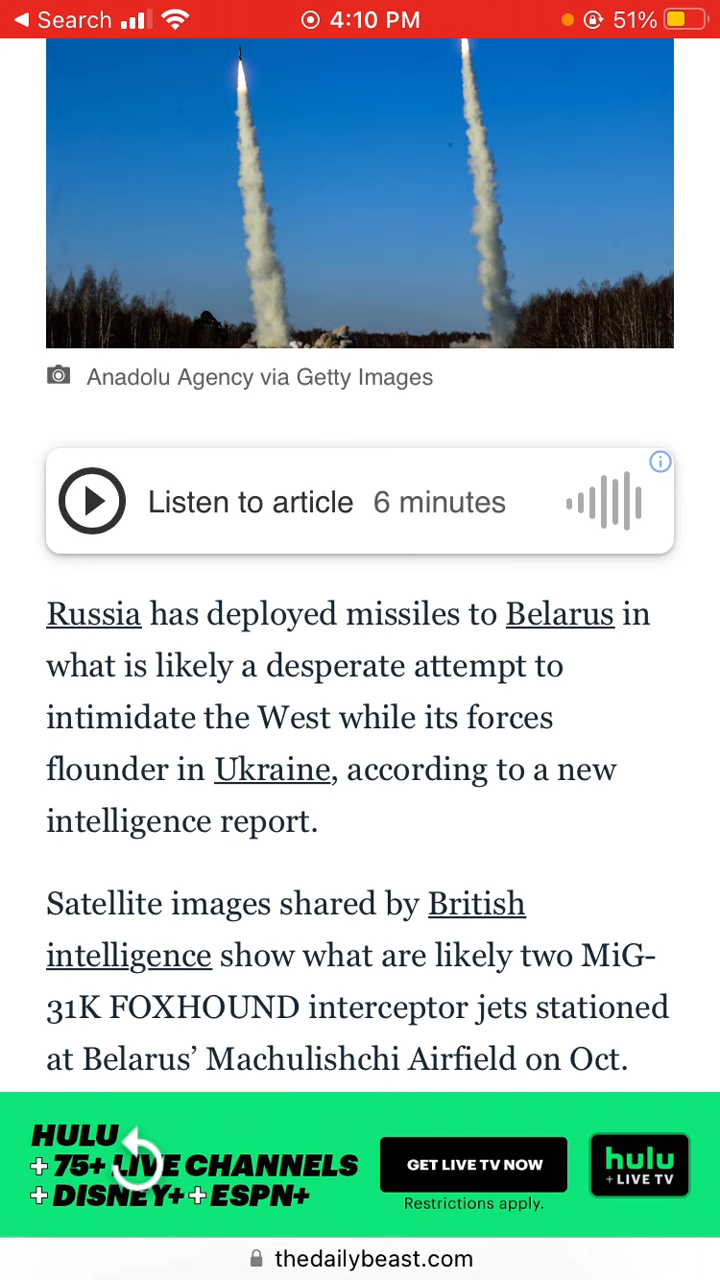 Search 4:10 PM 51%
Anadolu Agency via Getty Images
Listen to article 6 minutes
Russia has deployed missiles to Belarus in
what is likely a desperate attempt to
intimidate the West while its forces
flounder in Ukraine, according to a new
intelligence report.
Satellite images shared by British
intelligence show what are likely two MiG-
31K FOXHOUND interceptor jets stationed
at Belarus’ Machulishchi Airfield on Oct.
HULU
+ 75+ LIVE CHANNELS
+ DISNEY+ + ESPN+
GET LIVE TV NOW
Restrictions apply.
hulu
+ LIVE TV
thedailybeast.com